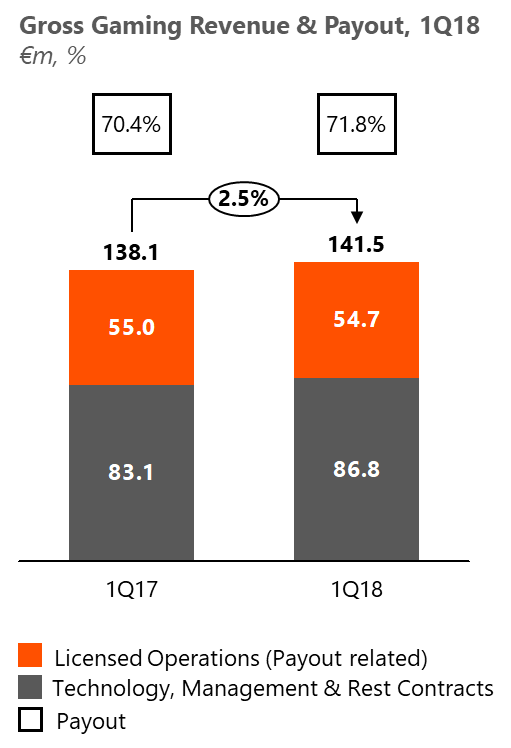 Gross Gaming Revenue & Payout, 1Q18
€m, %
70.4% 71.8%
2.5%
138.1 141.5
55.0 54.7
83.1 86.8
1Q17 1Q18
Licensed Operations (Payout related)
Technology, Management & Rest Contracts
Payout